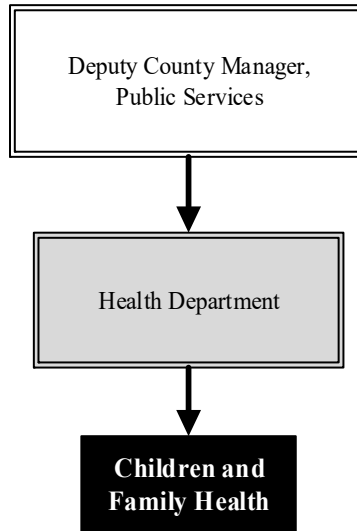 Deputy County Manager,
Public Services
Health Department
Children and
Family Health